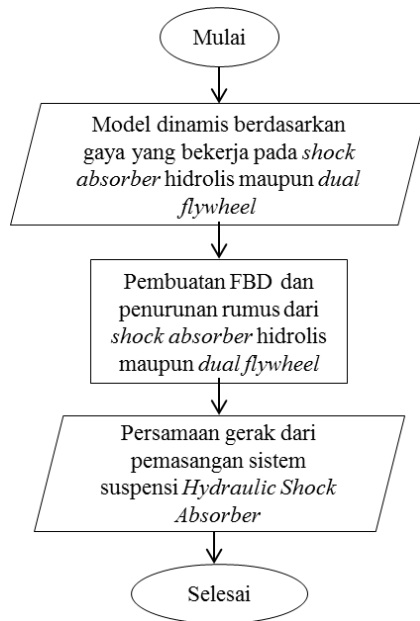 Mulai
Model dinamis berdasarkan
gaya yang bekerja pada shock
absorber hidrolis maupun dual
flywheel
Pembuatan FBD dan
penurunan rumus dari
shock absorber hidrolis
maupun dual flywheel
Persamaan gerak dari
pemasangan sistem
suspensi Hydraulic Shock
Absorber
Selesai